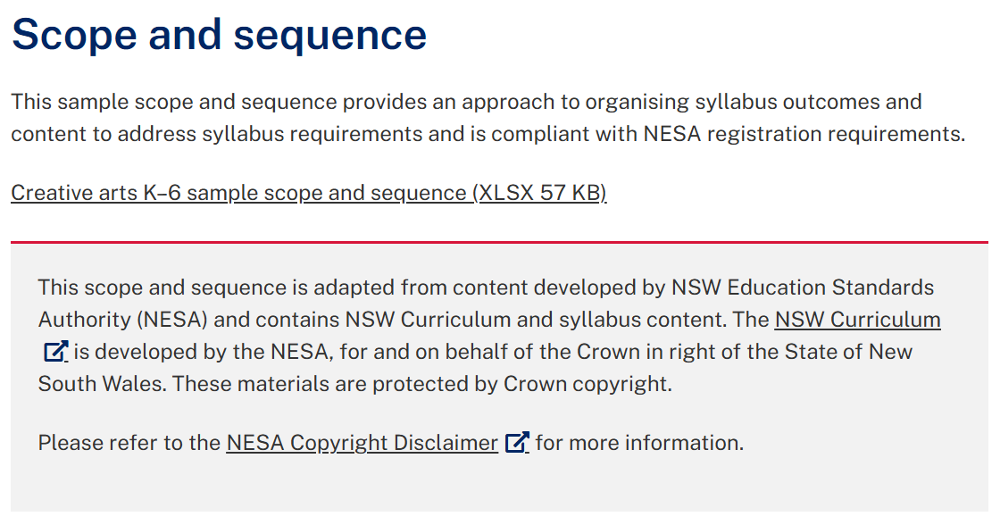 Scope and sequence
This sample scope and sequence provides an approach to organising syllabus outcomes and
content to address syllabus requirements and is compliant with NESA registration requirements.
Creative arts K–6 sample scope and sequence (XLSX 57 KB)
This scope and sequence is adapted from content developed by NSW Education Standards
Authority (NESA) and contains NSW Curriculum and syllabus content. The NSW Curriculum
is developed by the NESA, for and on behalf of the Crown in right of the State of New
South Wales. These materials are protected by Crown copyright.
Please refer to the NESA Copyright Disclaimer for more information.